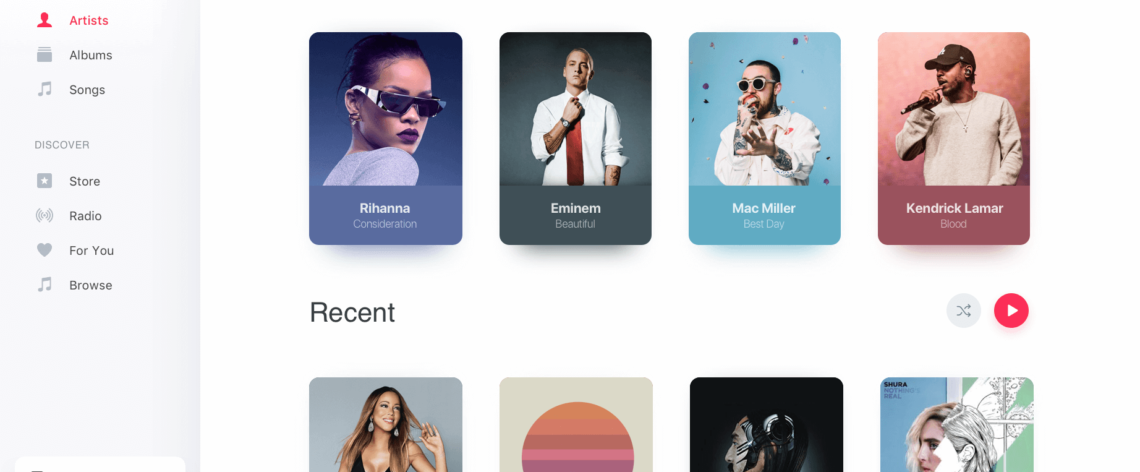 Artists
Albums
Songs
DISCOVER
Store
Radio
For You
Browse
Rihanna
Consideration
Eminem
Beautiful
Mac Miller
Best Day
Kendrick Lamar
Blood
Recent
SHURA
NOTHING'S
REAL